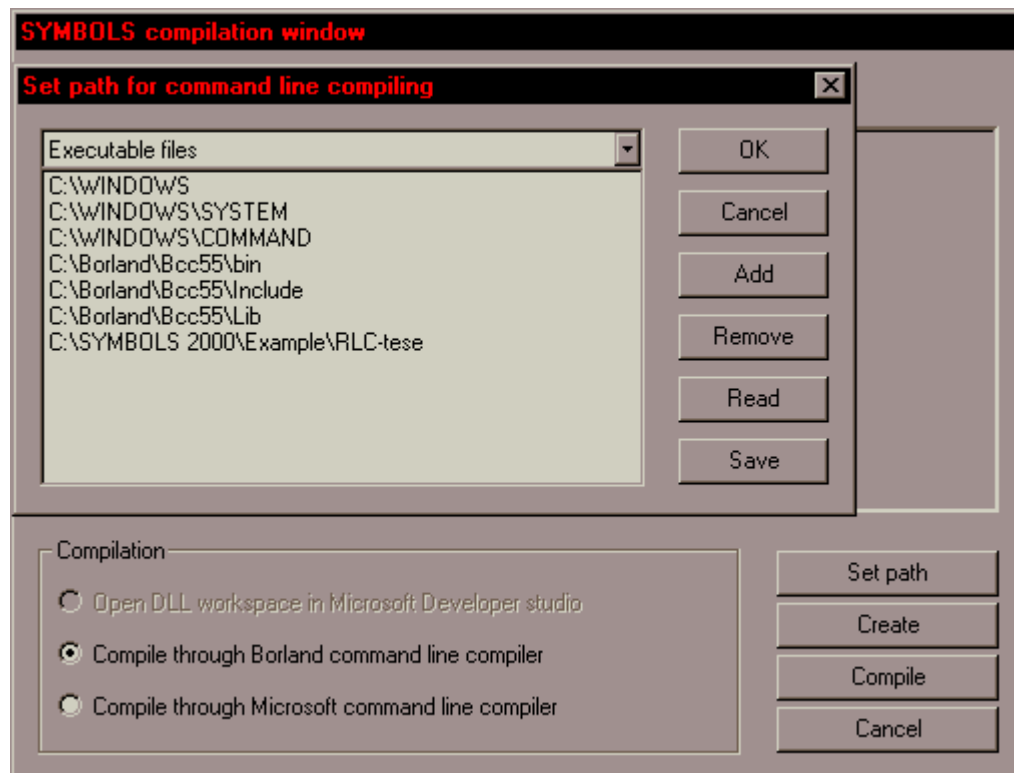 SYMBOLS compilation window
Set path for command line compiling
Executable files
C:\WINDOWS
C:\WINDOWS\SYSTEM
C:\WINDOWS\COMMAND
C:\Borland\Bcc55\bin
C:\Borland\Bcc55\Include
C:\Borland\Bcc55\Lib
C:\SYMBOLS 2000\Example\RLC-tese
OK
Cancel
Add
Remove
Read
Save
Compilation
Open DLL workspace in Microsoft Developer studio
Compile through Borland command line compiler
Compile through Microsoft command line compiler
Set path
Create
Compile
Cancel